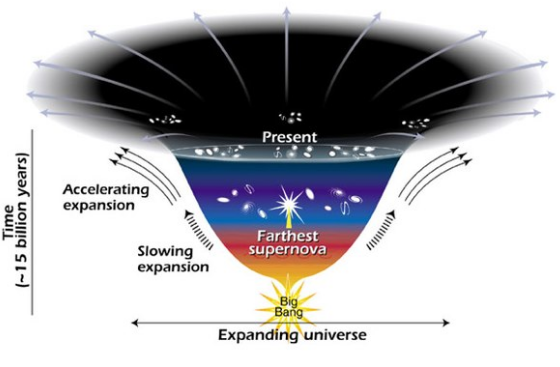 Present
Accelerating
expansion
Time
(~15 billion years)
Farthest
supernova
Slowing
expansion
Big
Bang
Expanding universe